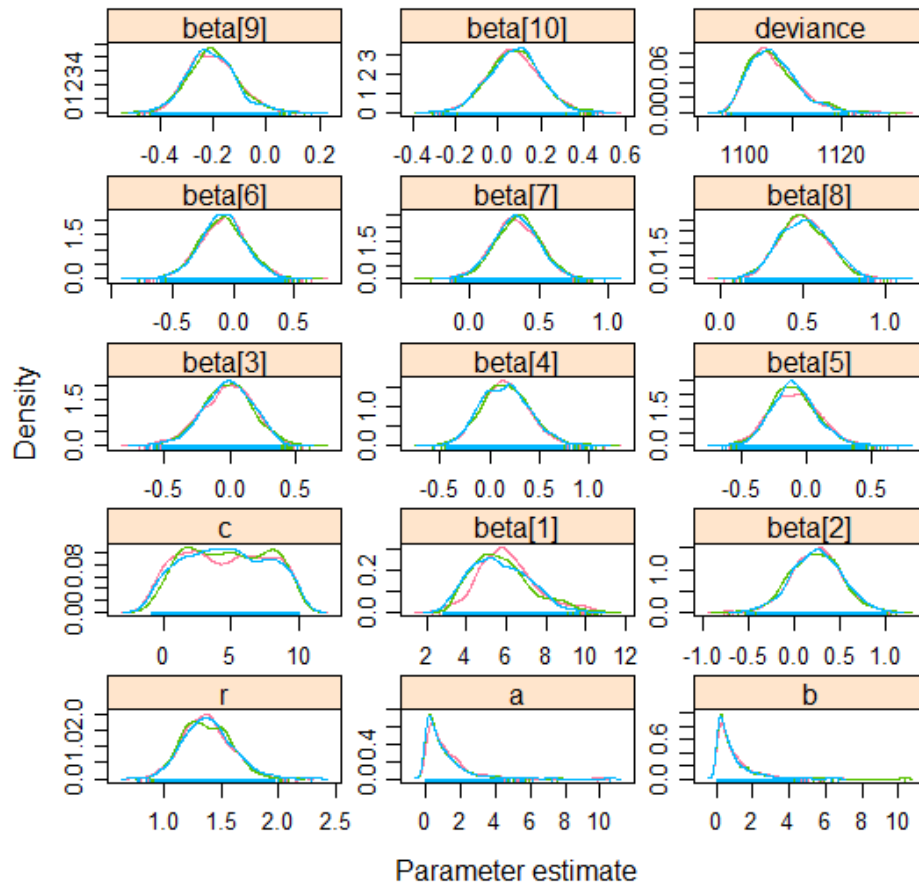 beta[9] beta[10] deviance
0 1 2 3 4 0 1 2 3 0.00 0.06
-0.4 -0.2 0.0 0.2 -0.4 -0.2 0.0 0.2 0.4 0.6 1100 1120
beta[6] beta[7] beta[8]
0.0 1.5 0.0 1.5 0.0 1.5
-0.5 0.0 0.5 0.0 0.5 1.0 0.0 0.5 1.0
beta[3] beta[4] beta[5]
0.0 1.5 0.0 1.0 0.0 1.5
-0.5 0.0 0.5 -0.5 0.0 0.5 1.0 -0.5 0.0 0.5
c beta[1] beta[2]
0.00 0.08 0.0 0.2 0.0 1.0
0 5 10 2 4 6 8 10 12 -1.0 -0.5 0.0 0.5 1.0
r a b
0.0 1.0 2.0 0.0 0.4 0.0 0.6
1.0 1.5 2.0 2.5 0 2 4 6 8 10 0 2 4 6 8 10
Density
Parameter estimate